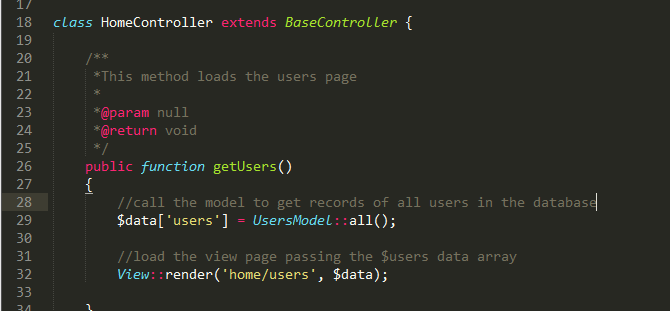 17
18 class HomeController extends BaseController {
19
20 /**
21 *This method loads the users page
22 *
23 *@param null
24 *@return void
25 */
26 public function getUsers()
27 {
28 //call the model to get records of all users in the database
29 $data['users'] = UsersModel::all();
30
31 //load the view page passing the $users data array
32 View::render('home/users', $data);
33
34 }